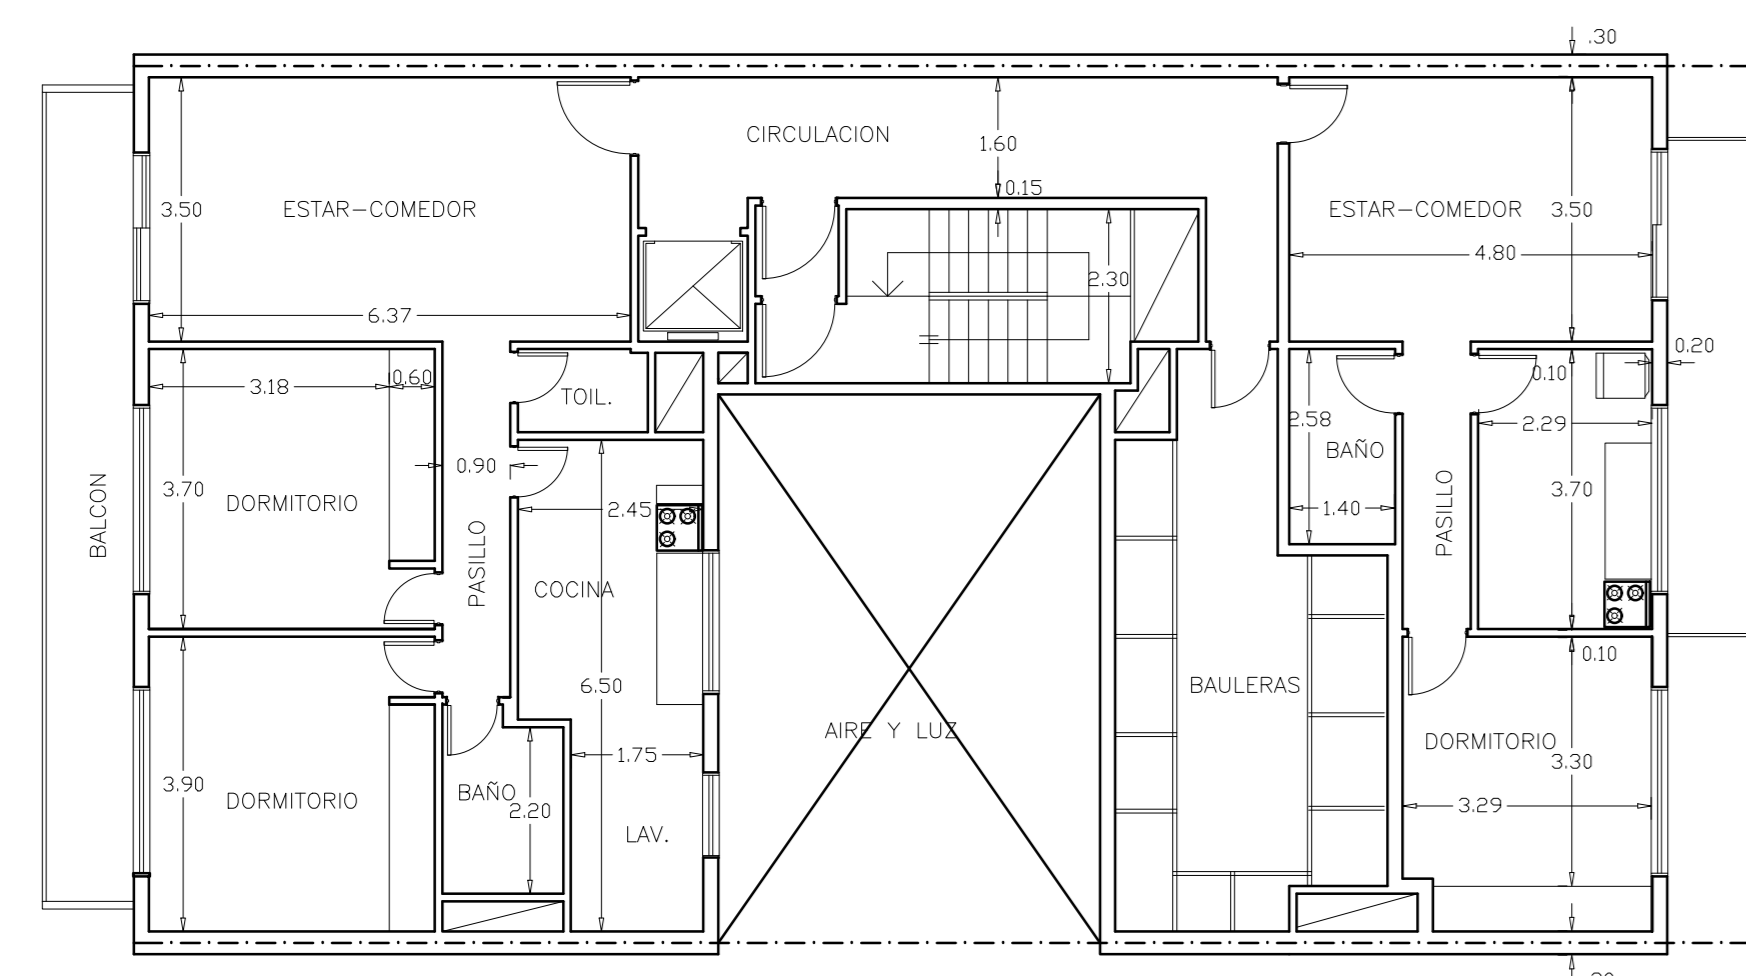 .30
CIRCULACION
1.60
0.15
3.50
ESTAR-COMEDOR
ESTAR-COMEDOR
3.50
4.80
2.30
6.37
0.20
0.10
3.18
0.60
TOIL.
2.58
2.29
BAÑO
0.90
3.70
DORMITORIO
2.45
1.40
3.70
BALCON
PASILLO
PASILLO
COCINA
6.50
BAULERAS
0.10
AIRE Y LUZ
1.75
DORMITORIO
3.30
3.90
DORMITORIO
BAÑO
2.20
LAV.
3.29